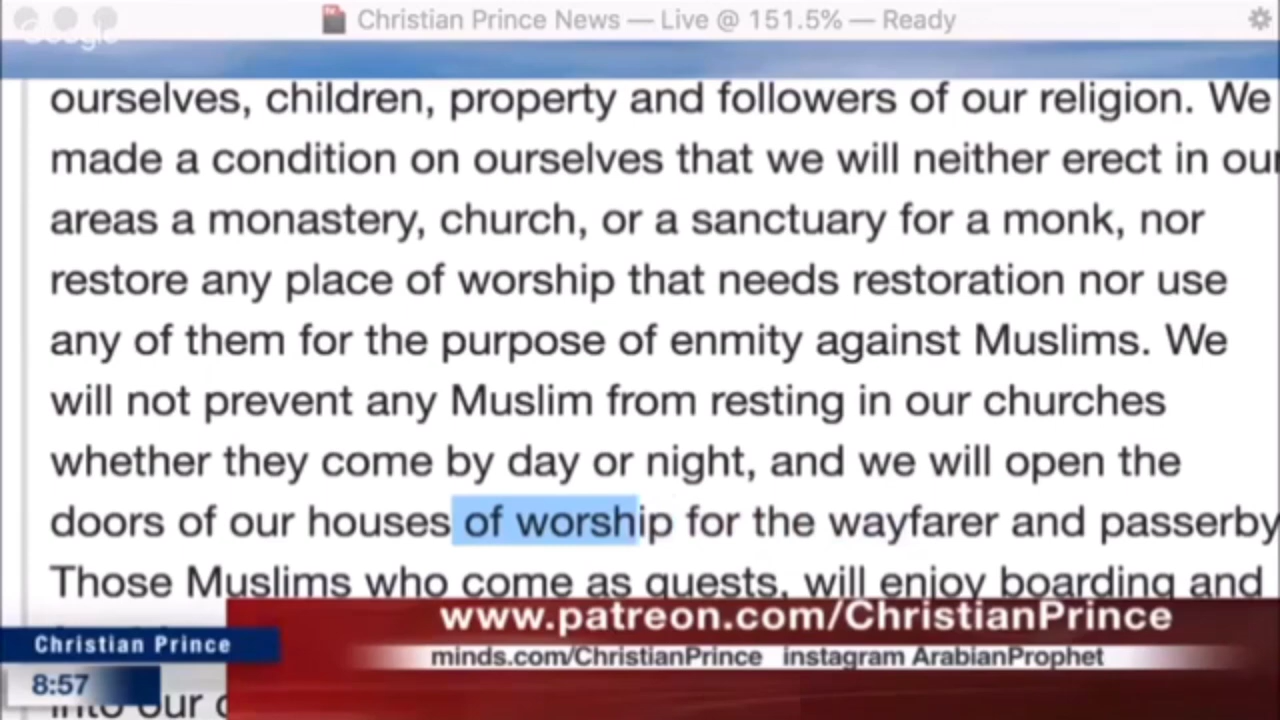 Christian Prince News — Live @ 151.5% — Ready
Google
ourselves, children, property and followers of our religion. We
made a condition on ourselves that we will neither erect in our
areas a monastery, church, or a sanctuary for a monk, nor
restore any place of worship that needs restoration nor use
any of them for the purpose of enmity against Muslims. We
will not prevent any Muslim from resting in our churches
whether they come by day or night, and we will open the
doors of our houses of worship for the wayfarer and passerby
Those Muslims who come as guests, will enjoy boarding and
www.patreon.com/ChristianPrince
Christian Prince
minds.com/ChristianPrince instagram ArabianProphet
8:57
into our